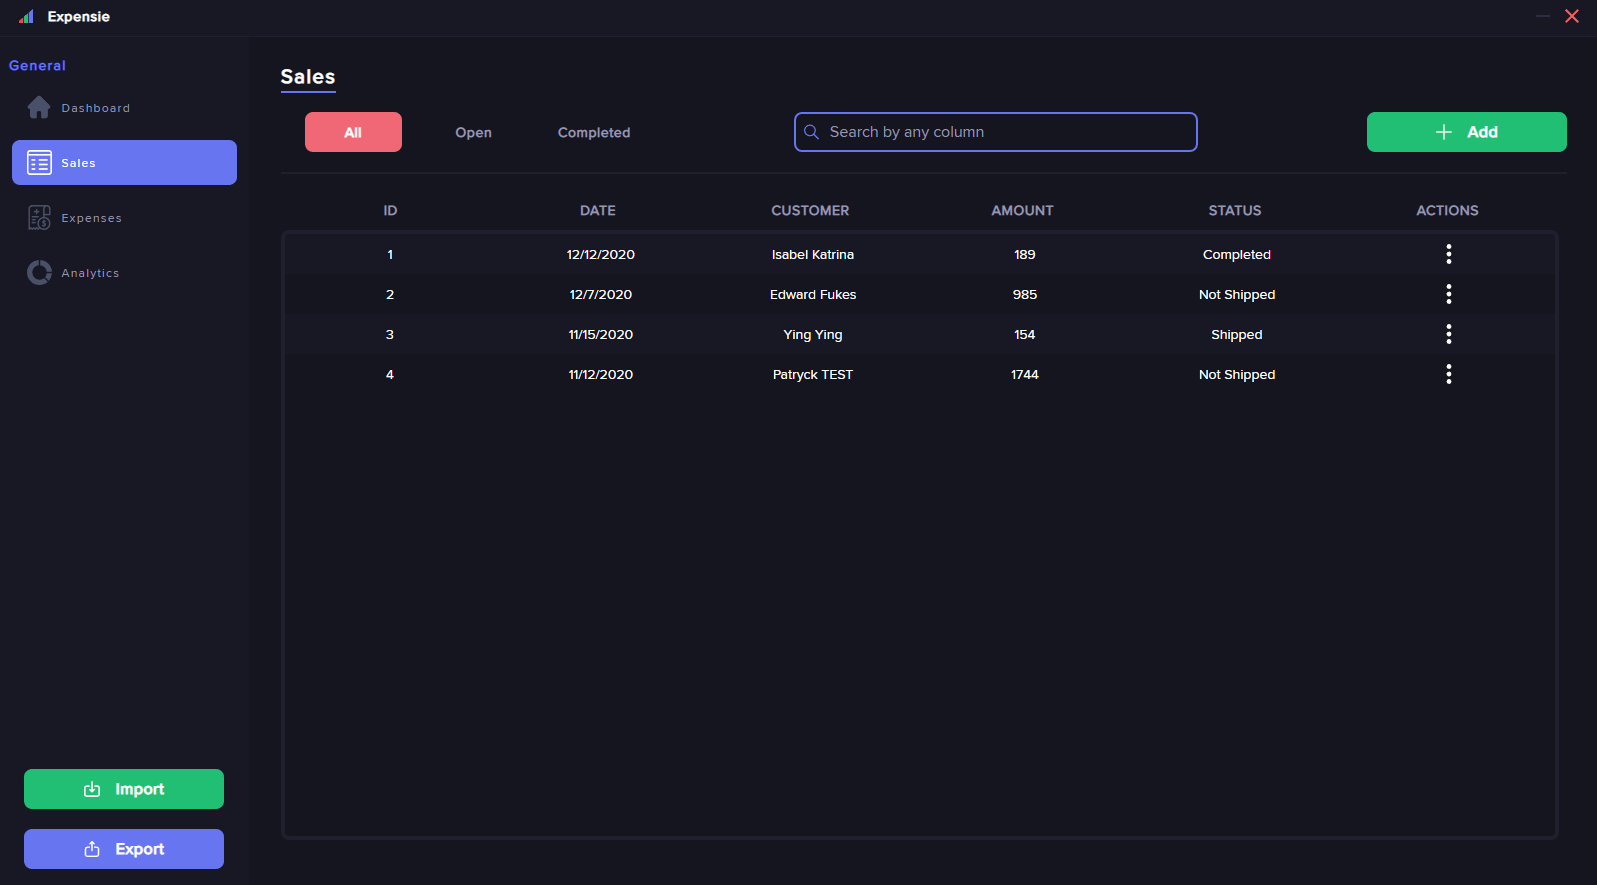 Expensie
General
Dashboard
Sales
Expenses
Analytics
Import
Export
Sales
All Open Completed Search by any column Add
ID DATE CUSTOMER AMOUNT STATUS ACTIONS
1 12/12/2020 Isabel Katrina 189 Completed
2 12/7/2020 Edward Fukes 985 Not Shipped
3 11/15/2020 Ying Ying 154 Shipped
4 11/12/2020 Patryck TEST 1744 Not Shipped